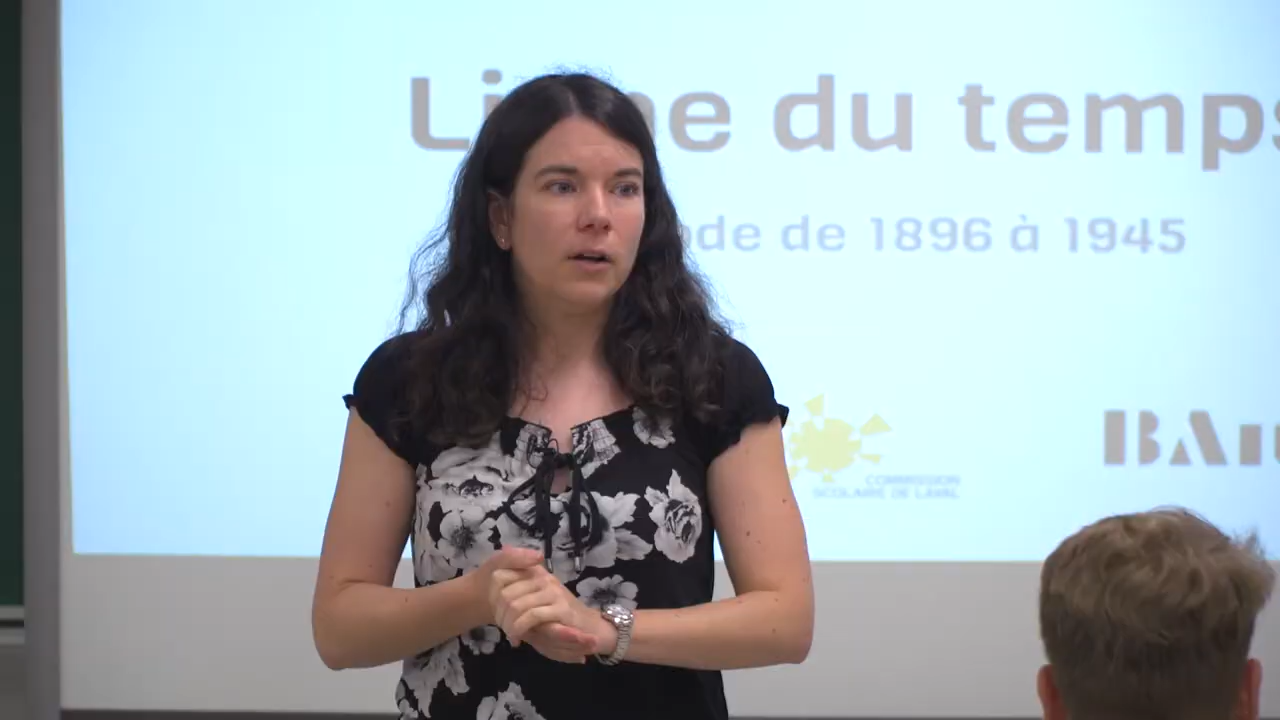 du temps
de 1896 à 1945
COMMISSION
SCOLAIRE DE LAVAL